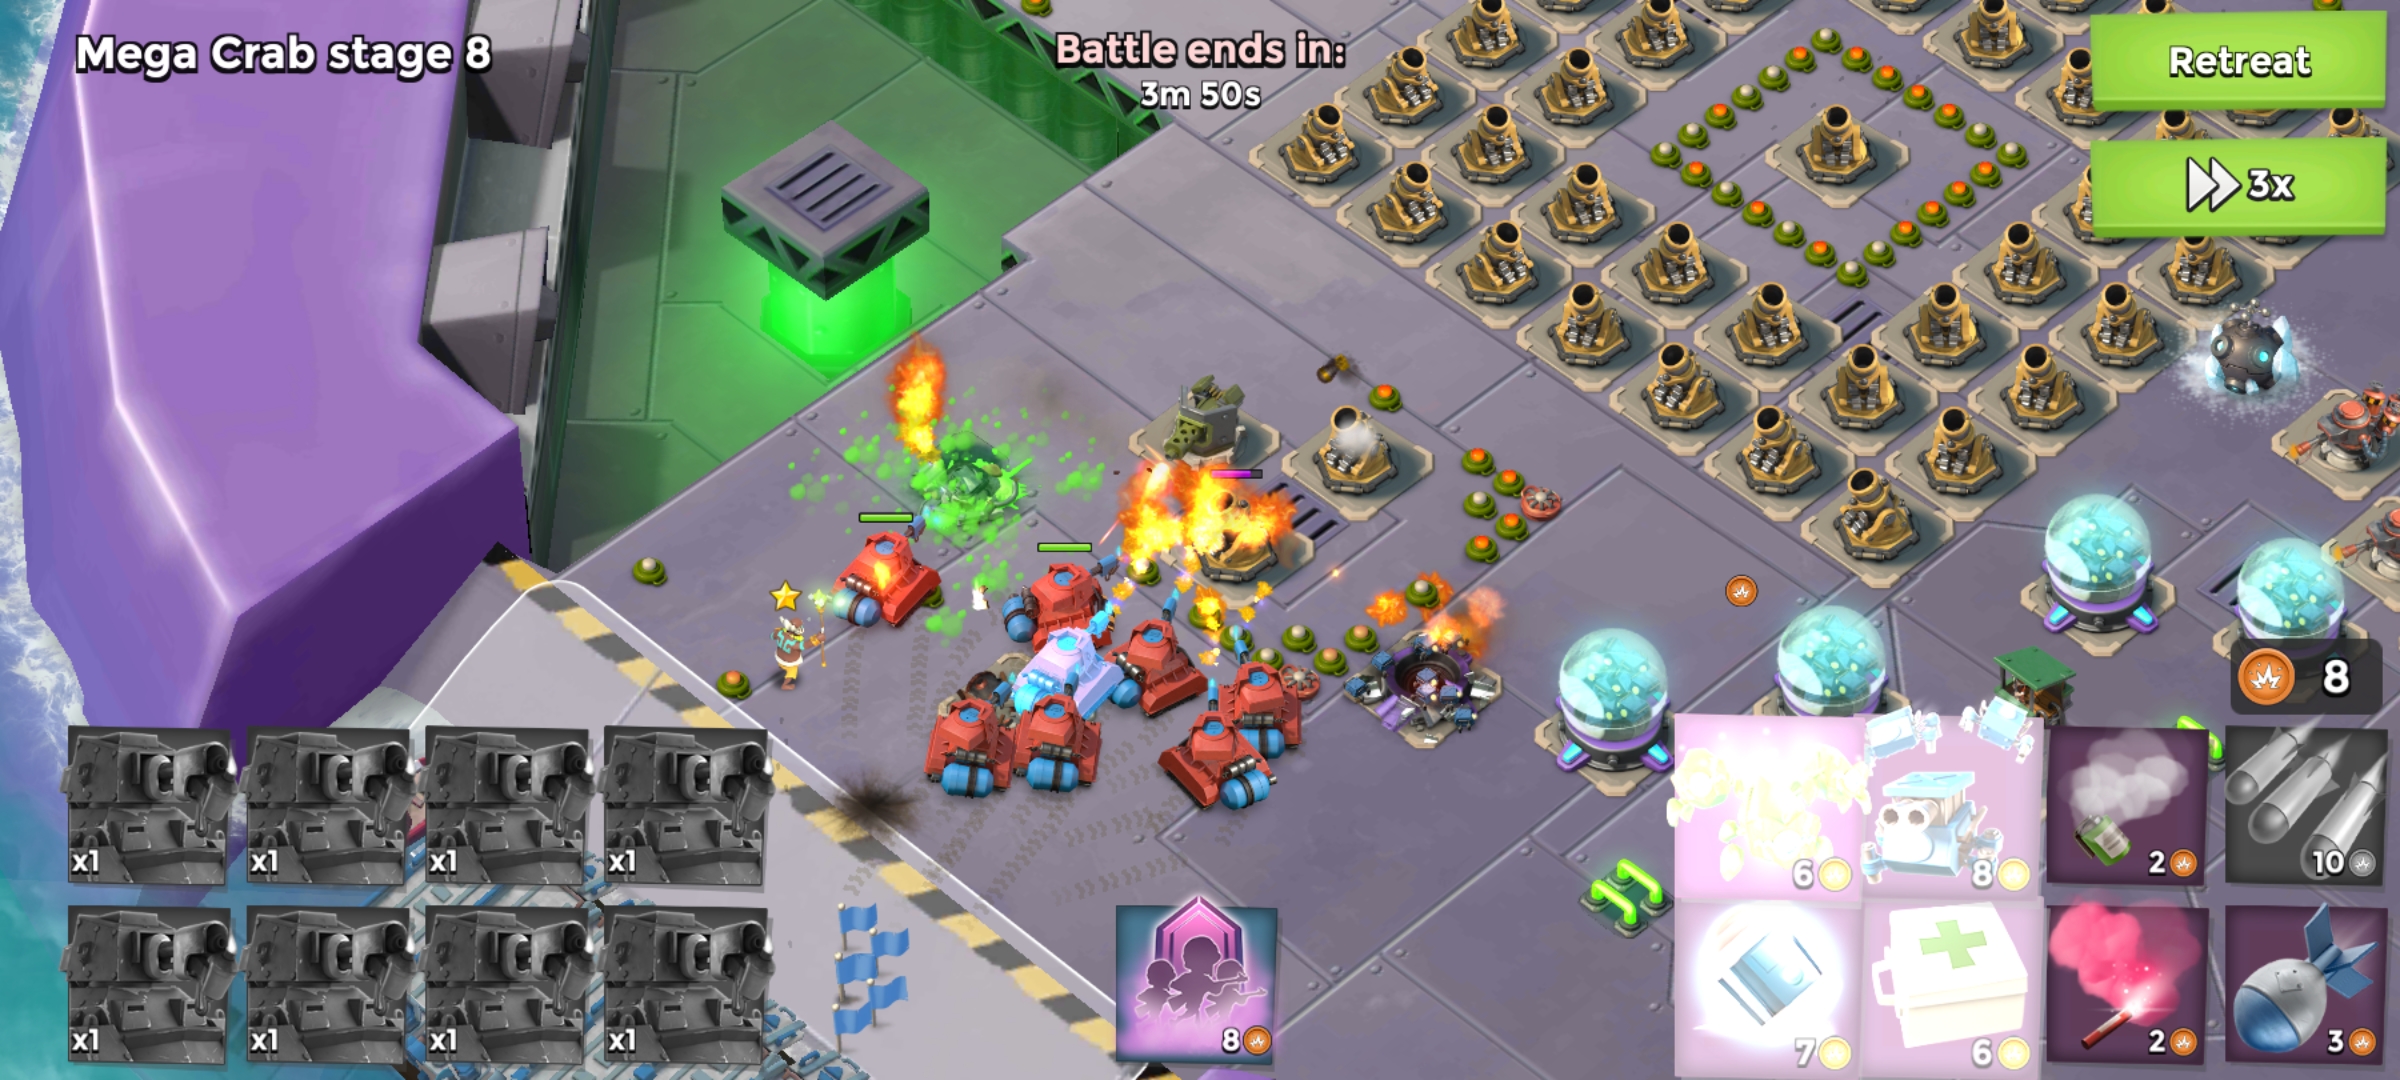 Mega Crab stage 8
Battle ends in:
3m 50s
Retreat
3x
8
x1
x1
x1
x1
6
8
2
10
x1
x1
x1
x1
8
7
6
2
3